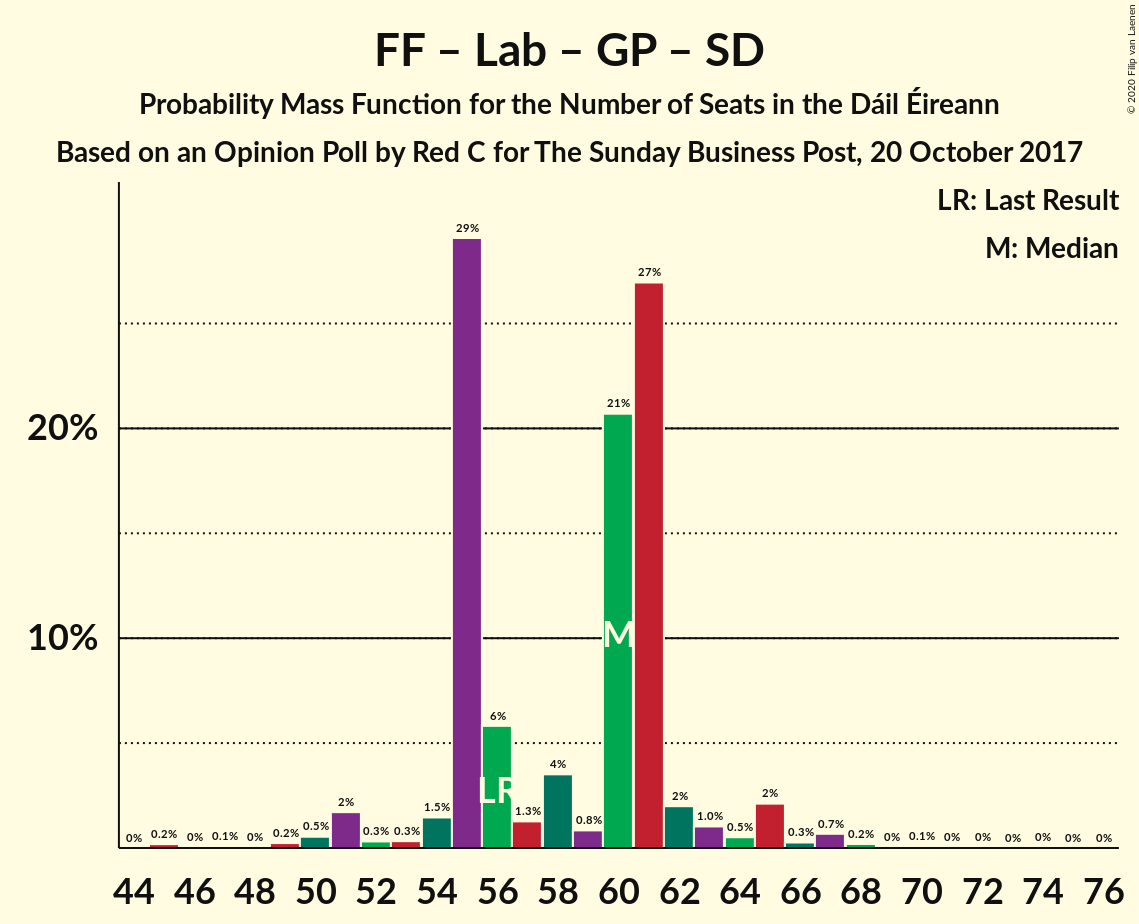 FF – Lab – GP – SD
Probability Mass Function for the Number of Seats in the Dáil Éireann
Based on an Opinion Poll by Red C for The Sunday Business Post, 20 October 2017
© 2020 Filip van Laenen
LR: Last Result
M: Median
20%
10%
0% 0.2% 0% 0.1% 0% 0.2% 0.5% 2% 0.3% 0.3% 1.5% 29% 6% 1.3% 4% 0.8% 21% 27% 2% 1.0% 0.5% 2% 0.3% 0.7% 0.2% 0% 0.1% 0% 0% 0% 0% 0% 0%
LR
M
44 46 48 50 52 54 56 58 60 62 64 66 68 70 72 74 76